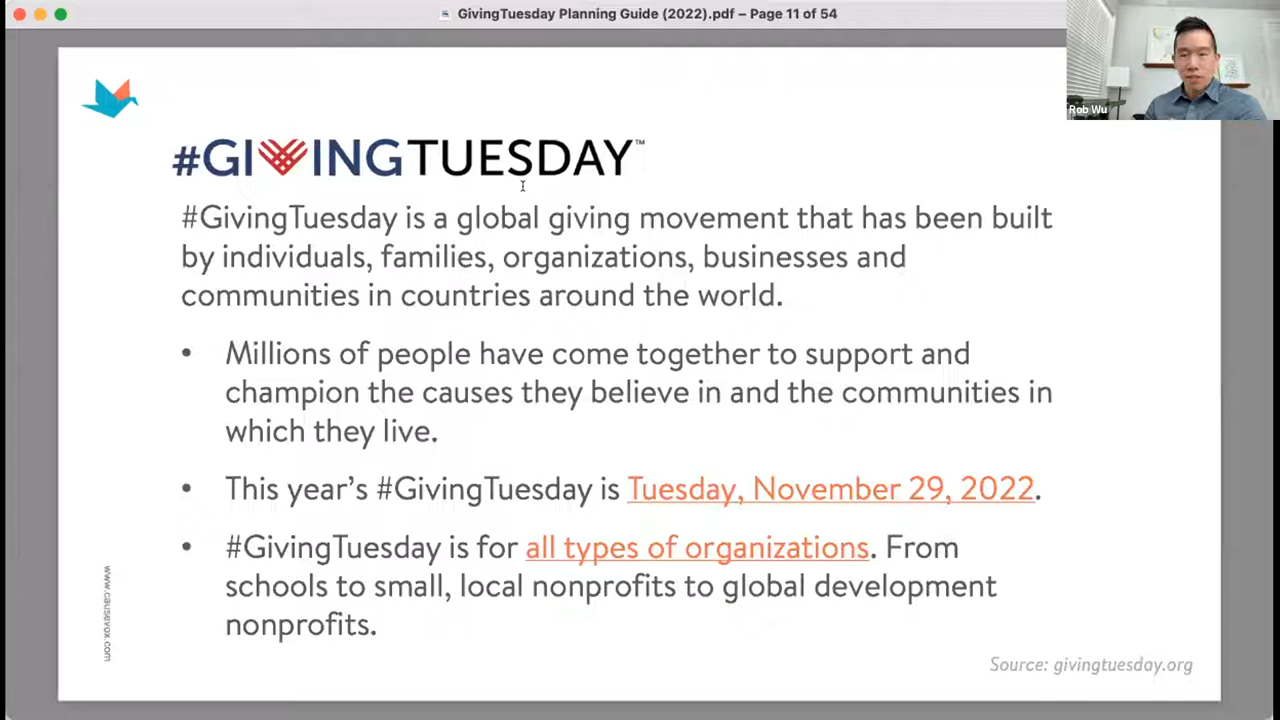 GivingTuesday Planning Guide (2022).pdf – Page 11 of 54
Rob Wu
#GIVINGTUESDAY™
#GivingTuesday is a global giving movement that has been built
by individuals, families, organizations, businesses and
communities in countries around the world.
• Millions of people have come together to support and
champion the causes they believe in and the communities in
which they live.
• This year's #GivingTuesday is Tuesday, November 29, 2022.
• #GivingTuesday is for all types of organizations. From
schools to small, local nonprofits to global development
nonprofits.
www.causevox.com
Source: givingtuesday.org